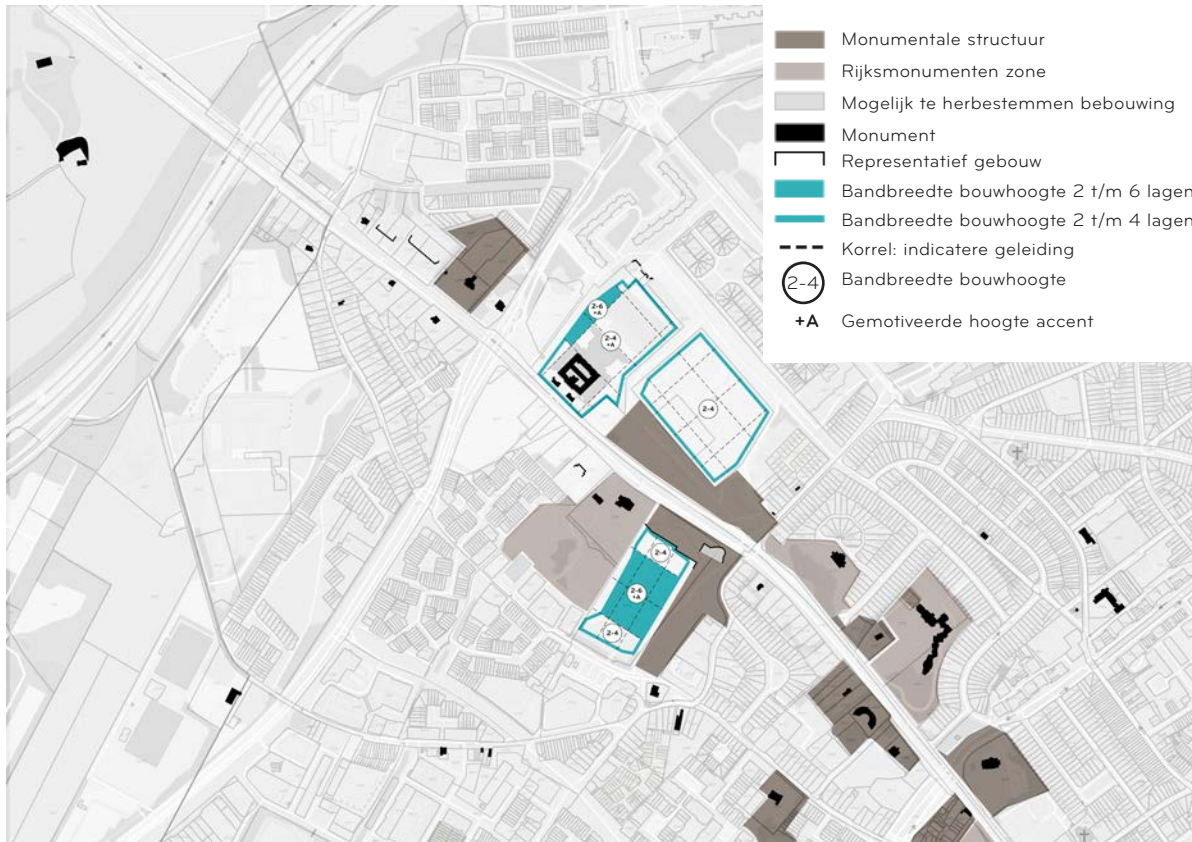 Monumentale structuur
Rijksmonumenten zone
Mogelijk te herbestemmen bebouwing
Monument
Representatief gebouw
Bandbreedte bouwhoogte 2 t/m 6 lagen
Bandbreedte bouwhoogte 2 t/m 4 lagen
Korrel: indicatere geleiding
2-4 Bandbreedte bouwhoogte
+A Gemotiveerde hoogte accent
2-6
+A
2-4
+A
2-4
2-4
2-6
+A
2-4